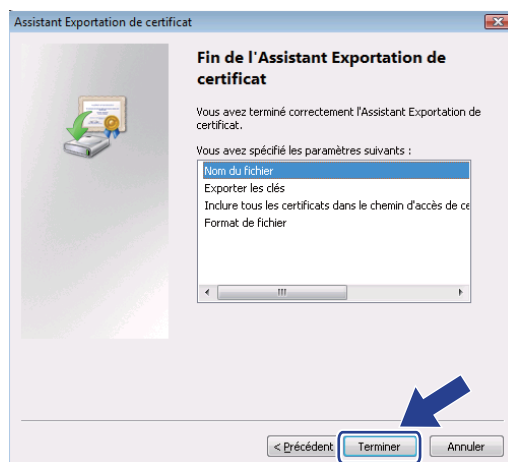 Assistant Exportation de certificat
Fin de l'Assistant Exportation de
certificat
Vous avez terminé correctement l'Assistant Exportation de
certificat.
Vous avez spécifié les paramètres suivants :
Nom du fichier
Exporter les clés
Inclure tous les certificats dans le chemin d'accès de ce
Format de fichier
< Précédent
Terminer
Annuler